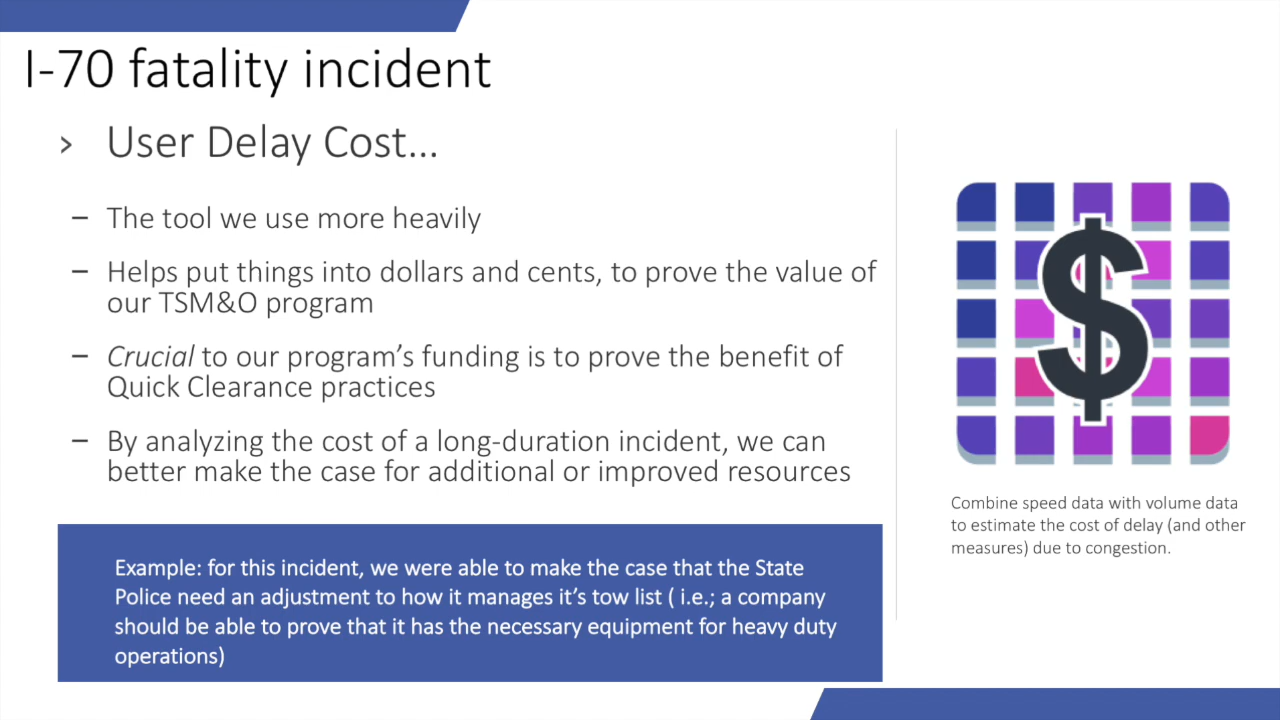 I-70 fatality incident
› User Delay Cost…
– The tool we use more heavily
– Helps put things into dollars and cents, to prove the value of
our TSM&O program
– Crucial to our program’s funding is to prove the benefit of
Quick Clearance practices
– By analyzing the cost of a long-duration incident, we can
better make the case for additional or improved resources
Example: for this incident, we were able to make the case that the State
Police need an adjustment to how it manages it’s tow list ( i.e.; a company
should be able to prove that it has the necessary equipment for heavy duty
operations)
$
Combine speed data with volume data
to estimate the cost of delay (and other
measures) due to congestion.